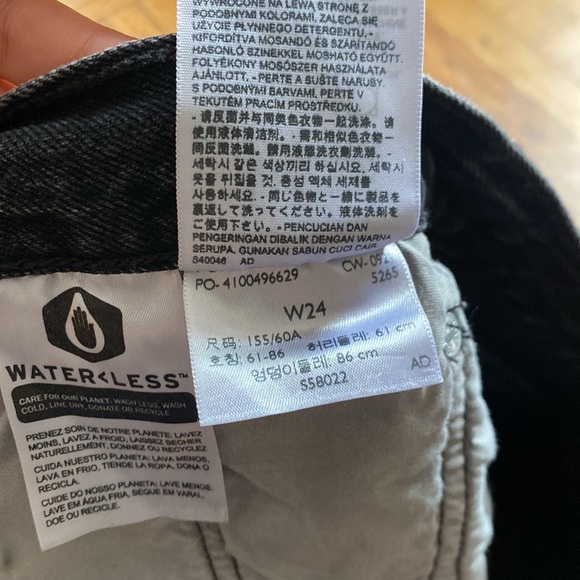 WYWRÓCONE NA LEWĄ STRONĘ Z
PODOBNYMI KOLORAMI. ZALECA SIĘ
UŻYCIE PŁYNNEGO DETERGENTU. -
KIFORDÍTVA MOSANDÓ ÉS SZÁRÍTANDÓ
HASONLÓ SZINEKKEL MOSHATÓ EGYÜTT.
FOLYÉKONY MOSÓSZER HASZNÁLATA
AJÁNLOTT. - PERTE A SUŠTE NARUBY,
S PODOBNÝMI BARVAMI. PERTE V
TEKUTÉM PRACÍM PROSTŘEDKU.
- 请反面并与同类色衣物一起洗涤。请
使用液体清洁剂。- 需和相似色衣物一
同反面洗滌。請用液態洗衣劑洗滌。-
세탁시 같은 색상끼리 하십시요. 세탁시
옷을 뒤집을 것. 중성 액체 세제를
사용하세요. - 同じ色物と一緒に製品を
裏返して洗ってください。液体洗剤を
ご使用下さい。- PENCUCIAN DAN
PENGERINGAN DIBALIK DENGAN WARNA
SERUPA. GUNAKAN SABUN CUCI CAIR
S40046 AD
PO- 4100496629
5265
W24
尺码: 155/60A 허리둘레: 61 cm
호칭: 61-86 엉덩이둘레: 86 cm
S58022 AD
WATER<LESS™
CARE FOR OUR PLANET: WASH LESS, WASH
COLD, LINE DRY, DONATE OR RECYCLE.
PRENEZ SOIN DE NOTRE PLANÈTE: LAVEZ
MOINS, LAVEZ A FROID, LAISSEZ SÉCHER
NATURELLEMENT, DONNEZ OU RECYCLEZ
CUIDA NUESTRO PLANETA: LAVA MENOS,
LAVA EN FRIO, TIENDE LA ROPA, DONA O
RECICLA.
CUIDE DO NOSSO PLANETA: LAVE MENOS,
LAVE EM ÁGUA FRIA, SEGUE EM VARAL,
DOE OU RECICLE.